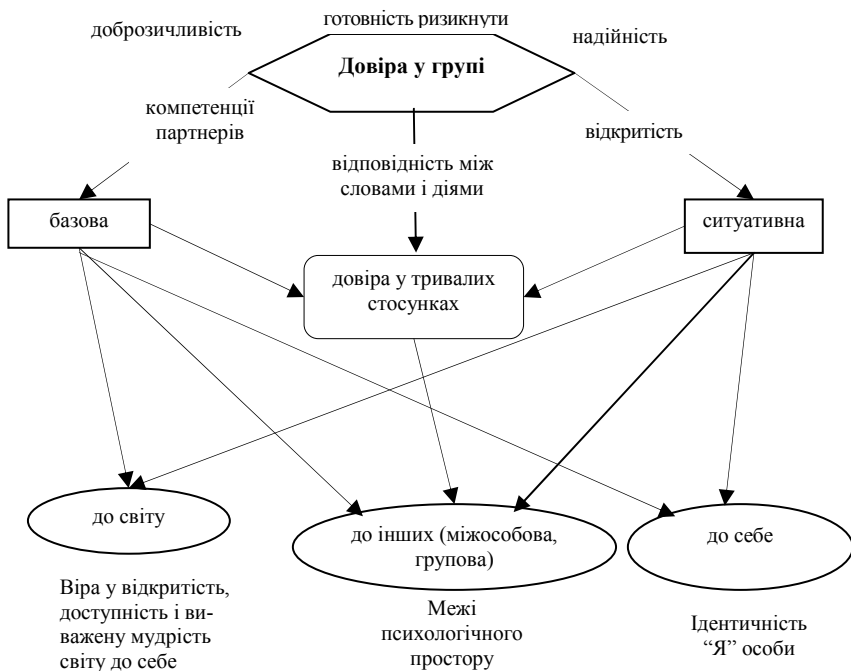 готовність ризикнути
доброзичливість
надійність
Довіра у групі
компетенції
партнерів
відкритість
відповідність між
словами і діями
базова
ситуативна
довіра у тривалих
стосунках
до світу
до інших (міжособова,
групова)
до себе
Віра у відкритість,
доступність і ви-
важену мудрість
світу до себе
Межі
психологічного
простору
Ідентичність
“Я” особи